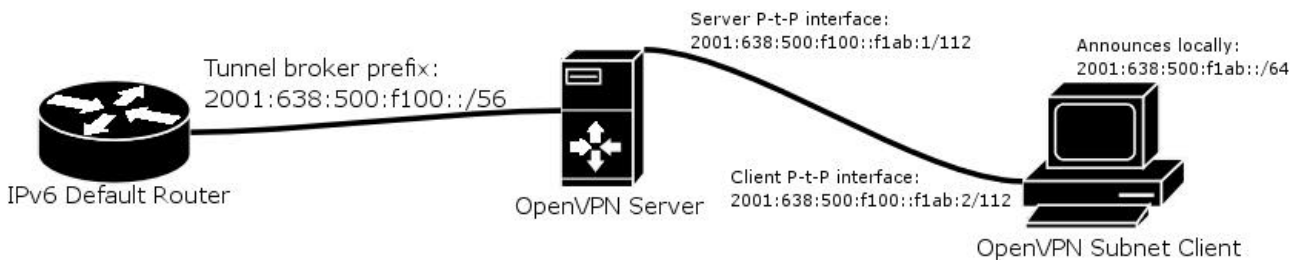 Tunnel broker prefix:
2001:638:500:f100::/56
IPv6 Default Router
OpenVPN Server
Server P-t-P interface:
2001:638:500:f100::f1ab:1/112
Client P-t-P interface:
2001:638:500:f100::f1ab:2/112
Announces locally:
2001:638:500:f1ab::/64
OpenVPN Subnet Client